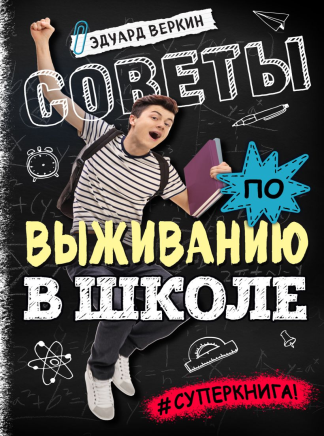 ЭДУАРД ВЕРКИН
СОВЕТЫ
ПО
ВЫЖИВАНИЮ
В ШКОЛЕ
#СУПЕРКНИГА!